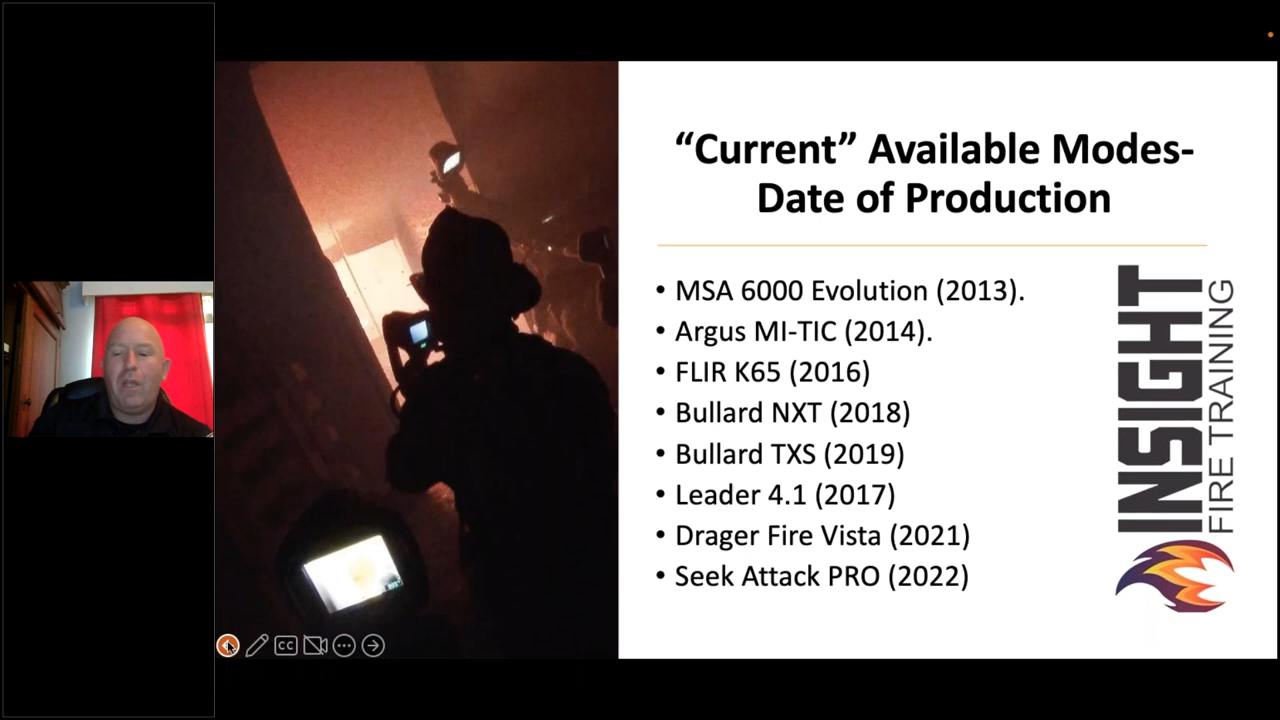 “Current” Available Modes-
Date of Production
• MSA 6000 Evolution (2013).
• Argus MI-TIC (2014).
• FLIR K65 (2016)
• Bullard NXT (2018)
• Bullard TXS (2019)
• Leader 4.1 (2017)
• Drager Fire Vista (2021)
• Seek Attack PRO (2022)
INSIGHT
FIRE TRAINING
CC